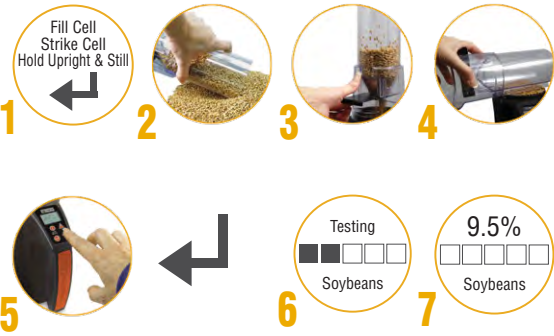 Fill Cell
Strike Cell
Hold Upright & Still
1
2
3
4
5
Testing
Soybeans
6
9.5%
Soybeans
7